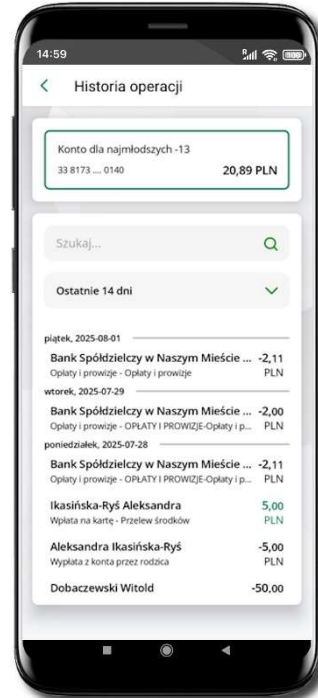 14:59
Historia operacji
Konto dla najmłodszych -13
33 8173 .... 0140 20,89 PLN
Szukaj...
Ostatnie 14 dni
piątek, 2025-08-01
Bank Spółdzielczy w Naszym Mieście ... -2,11
Opłaty i prowizje - Opłaty i prowizje PLN
wtorek, 2025-07-29
Bank Spółdzielczy w Naszym Mieście ... -2,00
Opłaty i prowizje - OPŁATY I PROWIZJE-Opłaty i p... PLN
poniedziałek, 2025-07-28
Bank Spółdzielczy w Naszym Mieście ... -2,11
Opłaty i prowizje - OPŁATY I PROWIZJE-Opłaty i p... PLN
Ikasińska-Ryś Aleksandra 5,00
Wpłata na kartę - Przelew środków PLN
Aleksandra Ikasińska-Ryś -5,00
Wypłata z konta przez rodzica PLN
Dobaczewski Witold -50,00